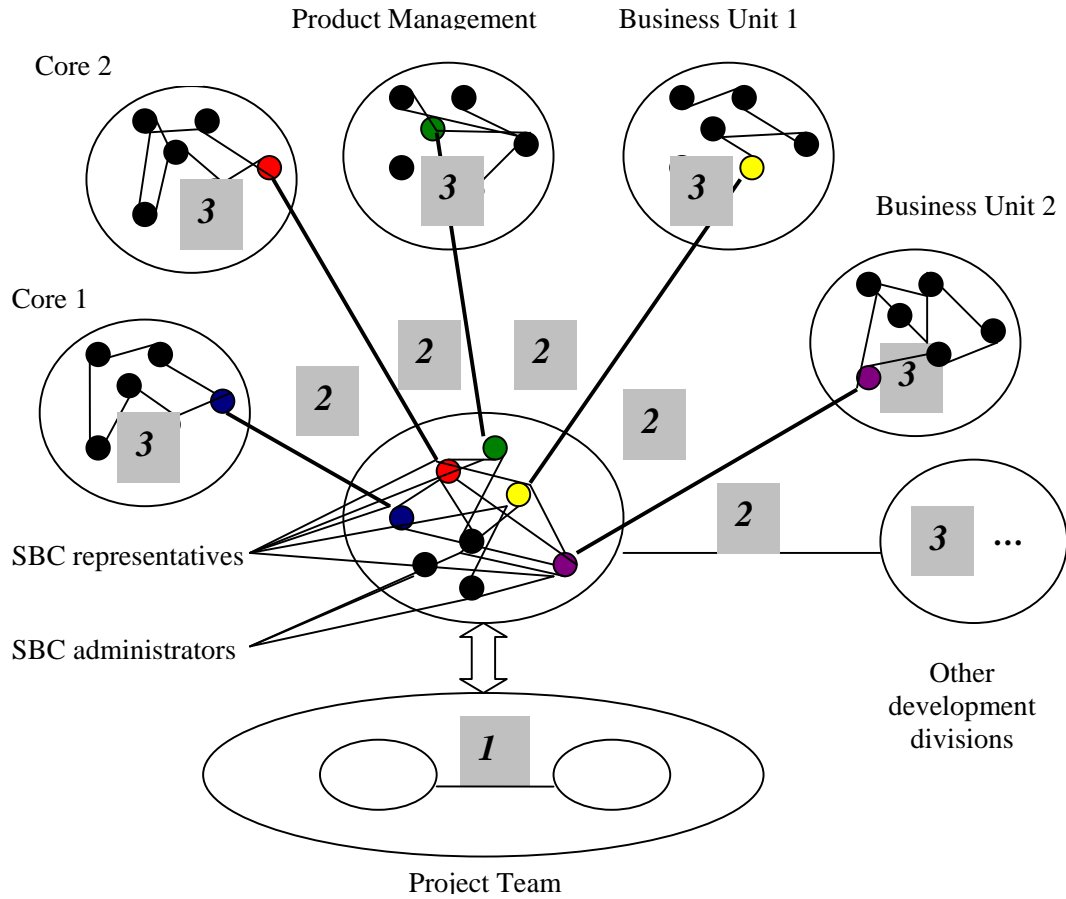 Product Management
Business Unit 1
Core 2
3
3
3
Business Unit 2
Core 1
2
2
2
3
3
2
2
3 ...
SBC representatives
SBC administrators
Other
development
divisions
1
Project Team